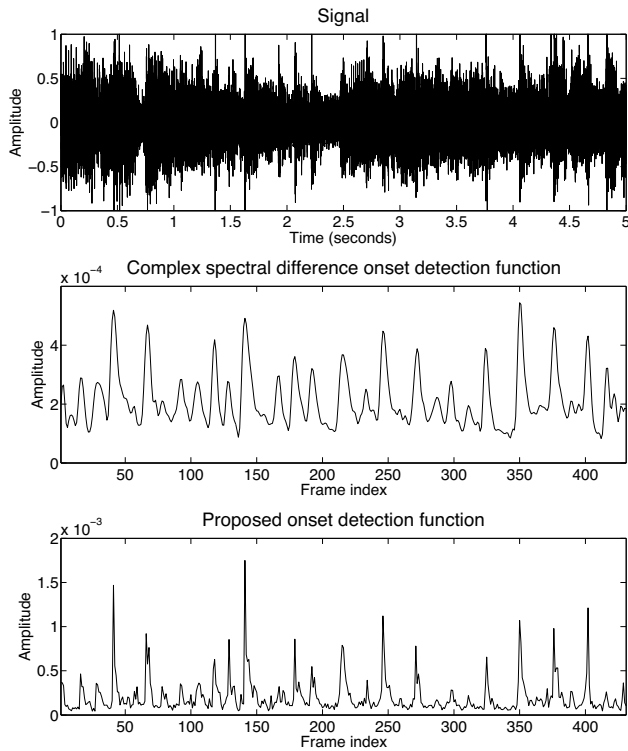 Signal
1
0.5
0
−0.5
−1
Amplitude
0 0.5 1 1.5 2 2.5 3 3.5 4 4.5 5
Time (seconds)
x 10⁻⁴
Complex spectral difference onset detection function
4
2
0
Amplitude
50 100 150 200 250 300 350 400
Frame index
x 10⁻³
Proposed onset detection function
2
1.5
1
0.5
0
Amplitude
50 100 150 200 250 300 350 400
Frame index